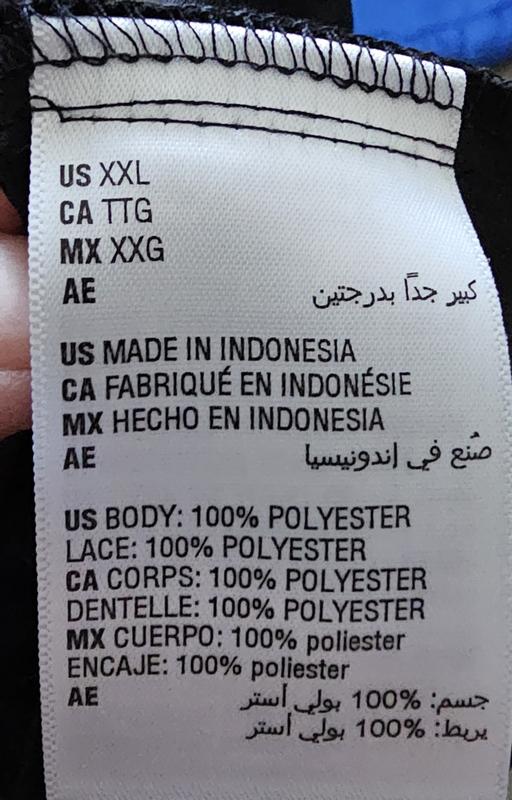 US XXL
CA TTG
MX XXG
AE كبير جدًا بدرجتين
US MADE IN INDONESIA
CA FABRIQUÉ EN INDONÉSIE
MX HECHO EN INDONESIA
AE صُنع في إندونيسيا
US BODY: 100% POLYESTER
LACE: 100% POLYESTER
CA CORPS: 100% POLYESTER
DENTELLE: 100% POLYESTER
MX CUERPO: 100% poliester
ENCAJE: 100% poliester
AE جسم: %100 بولي أستر
يربط: %100 بولي أستر